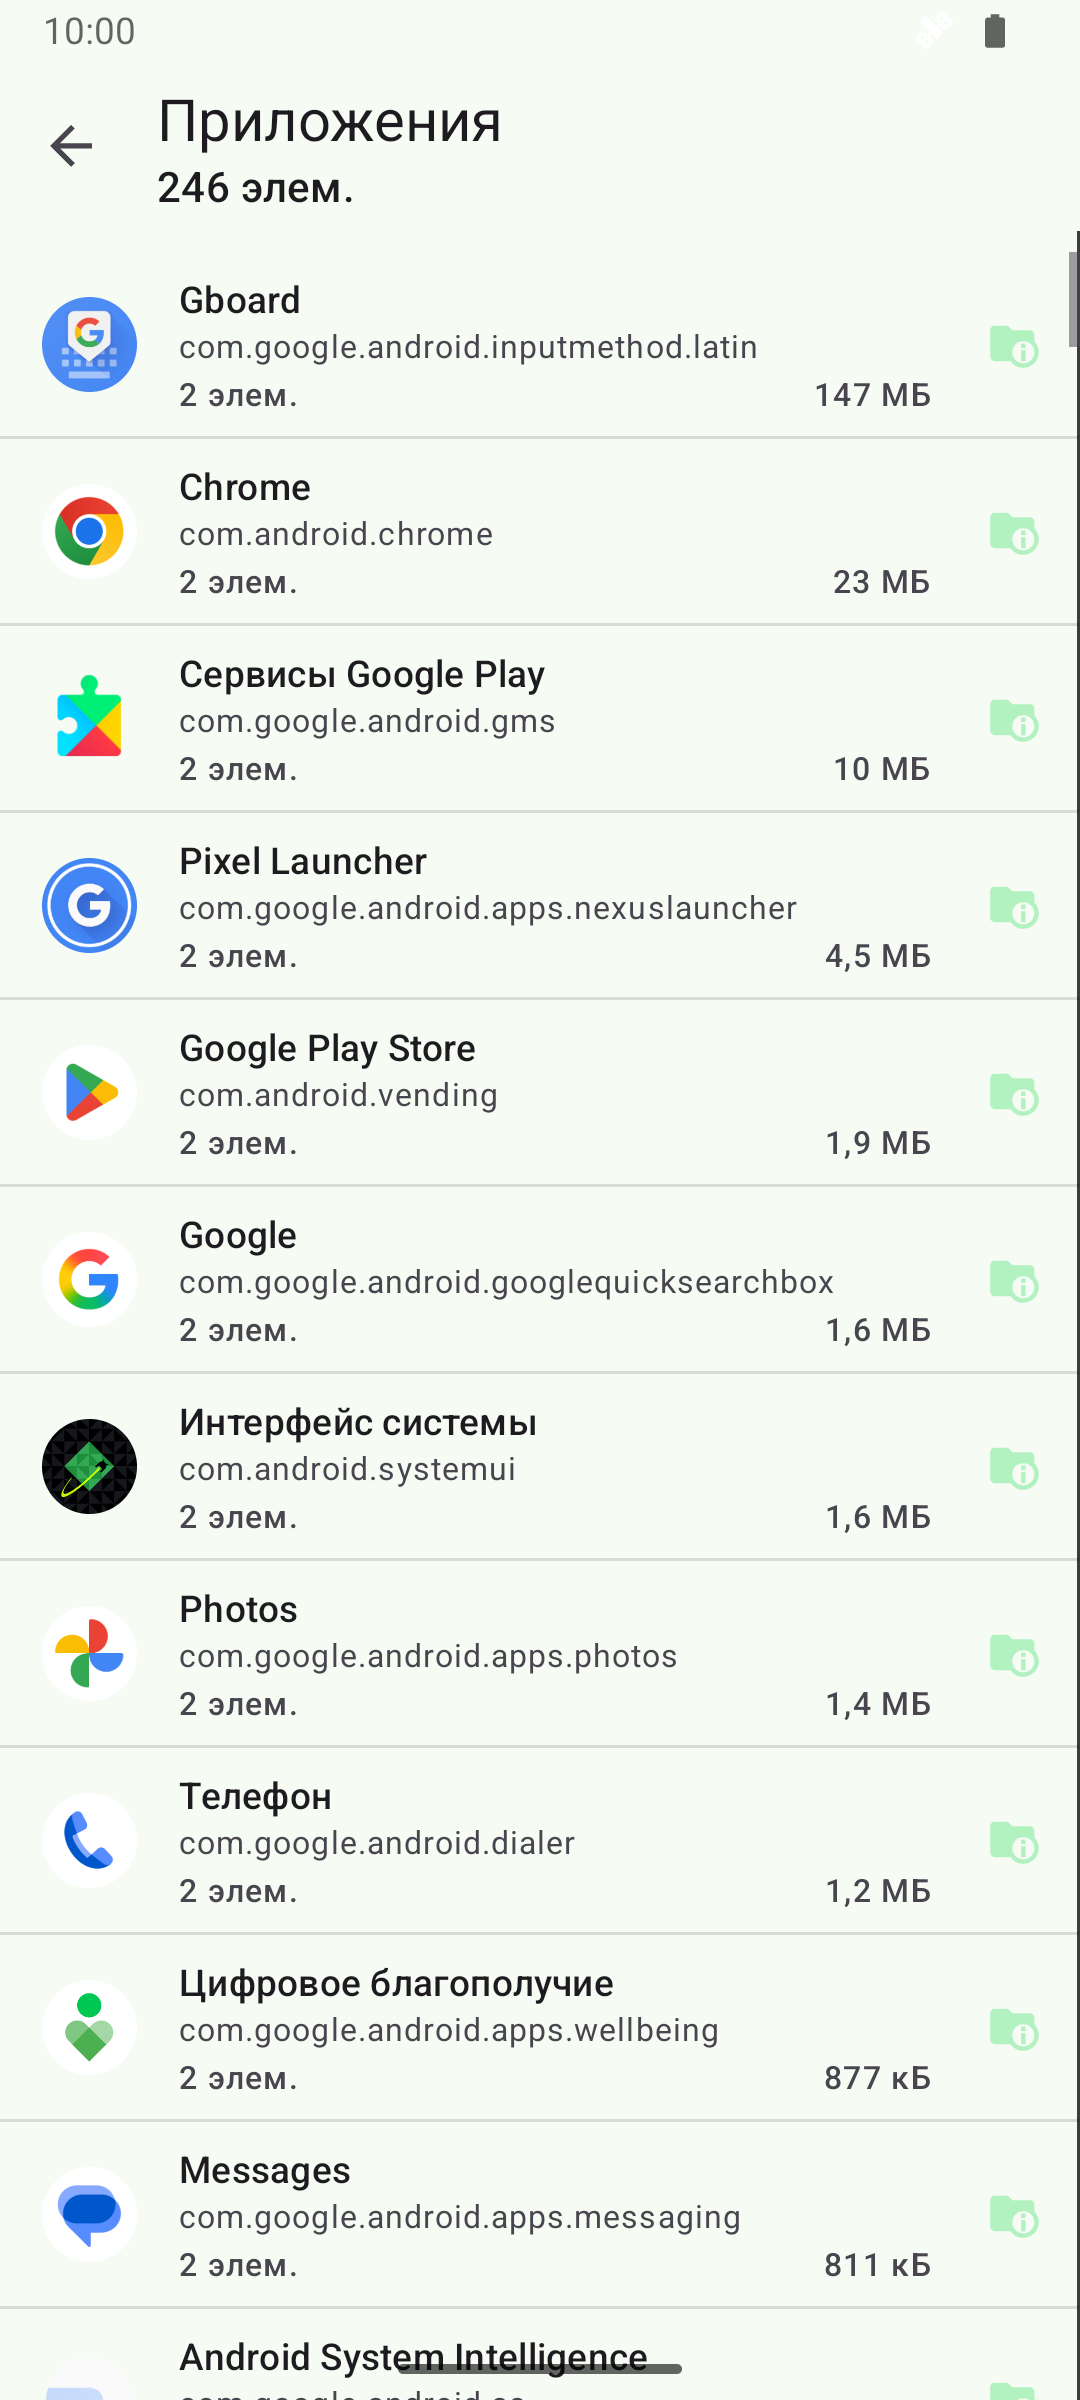 10:00
Приложения
246 элем.
Gboard
com.google.android.inputmethod.latin
2 элем.
147 МБ
Chrome
com.android.chrome
2 элем.
23 МБ
Сервисы Google Play
com.google.android.gms
2 элем.
10 МБ
Pixel Launcher
com.google.android.apps.nexuslauncher
2 элем.
4,5 МБ
Google Play Store
com.android.vending
2 элем.
1,9 МБ
Google
com.google.android.googlequicksearchbox
2 элем.
1,6 МБ
Интерфейс системы
com.android.systemui
2 элем.
1,6 МБ
Photos
com.google.android.apps.photos
2 элем.
1,4 МБ
Телефон
com.google.android.dialer
2 элем.
1,2 МБ
Цифровое благополучие
com.google.android.apps.wellbeing
2 элем.
877 кБ
Messages
com.google.android.apps.messaging
2 элем.
811 кБ
Android System Intelligence